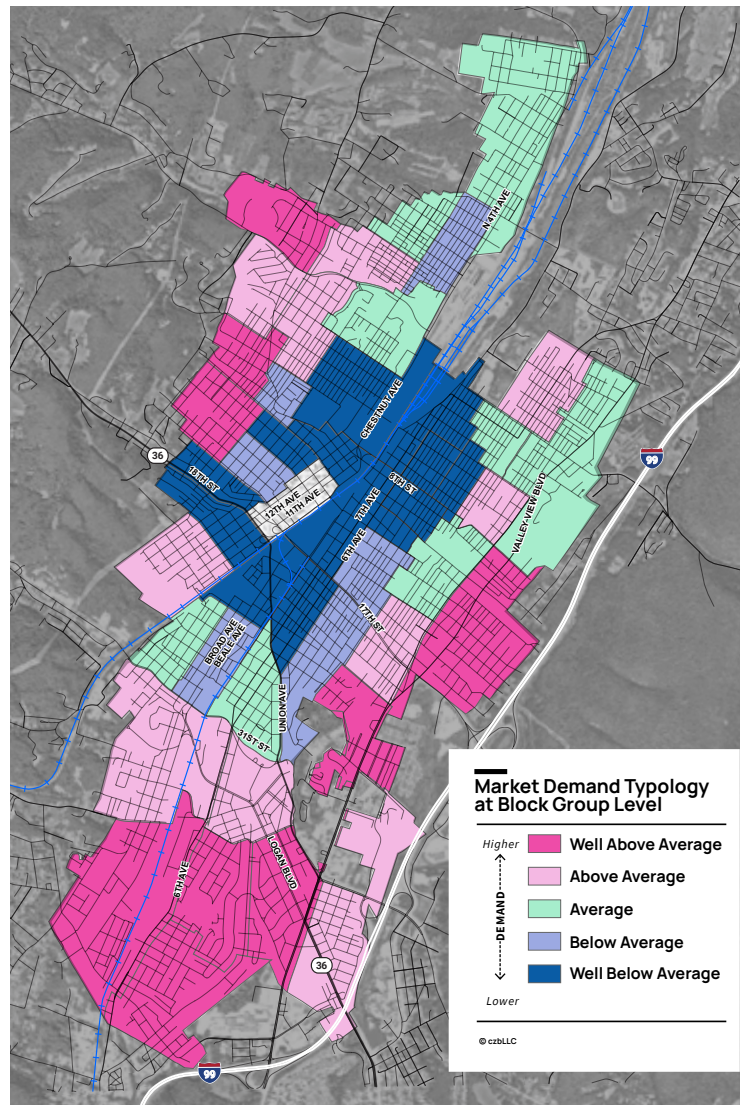 N 4TH AVE
CHESTNUT AVE
36
18TH ST
12TH AVE
11TH AVE
8TH ST
7TH AVE
6TH AVE
99
VALLEY-VIEW BLVD
17TH ST
BROAD AVE
BEALE AVE
UNION AVE
31ST ST
6TH AVE
LOGAN BLVD
36
99
Market Demand Typology
at Block Group Level
Higher
DEMAND
Lower
Well Above Average
Above Average
Average
Below Average
Well Below Average
© czbLLC